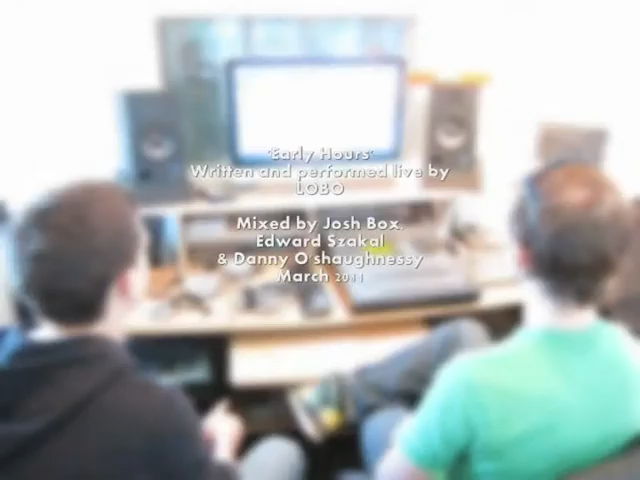 'Early Hours'
Written and performed live by
LOBO
Mixed by Josh Box,
Edward Szakal
& Danny O'shaughnessy
March 2011